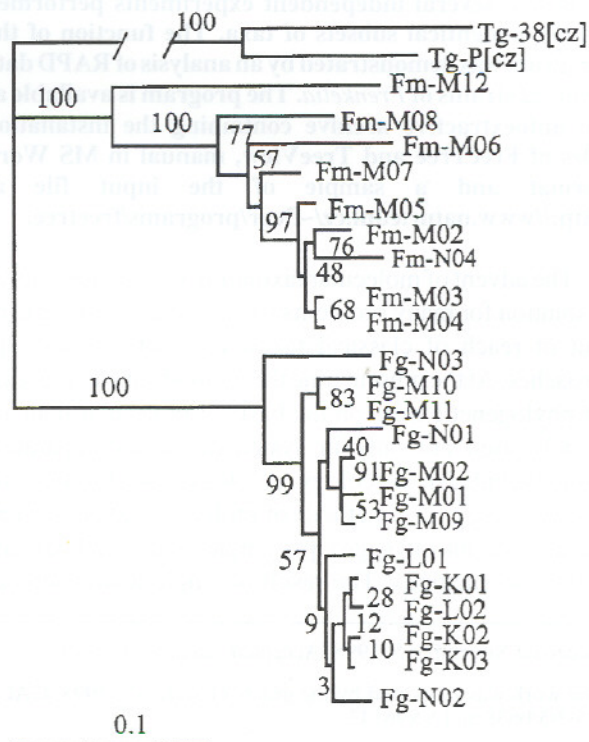 100
Tg-38[cz]
Tg-P[cz]
Fm-M12
100
100
Fm-M08
77
Fm-M06
57
Fm-M07
Fm-M05
97
Fm-M02
76
Fm-N04
48
Fm-M03
68
Fm-M04
Fg-N03
100
Fg-M10
83
Fg-M11
Fg-N01
40
91 Fg-M02
99
Fg-M01
53
Fg-M09
57
Fg-L01
Fg-K01
28
Fg-L02
9
12
Fg-K02
10
Fg-K03
3
Fg-N02
0.1